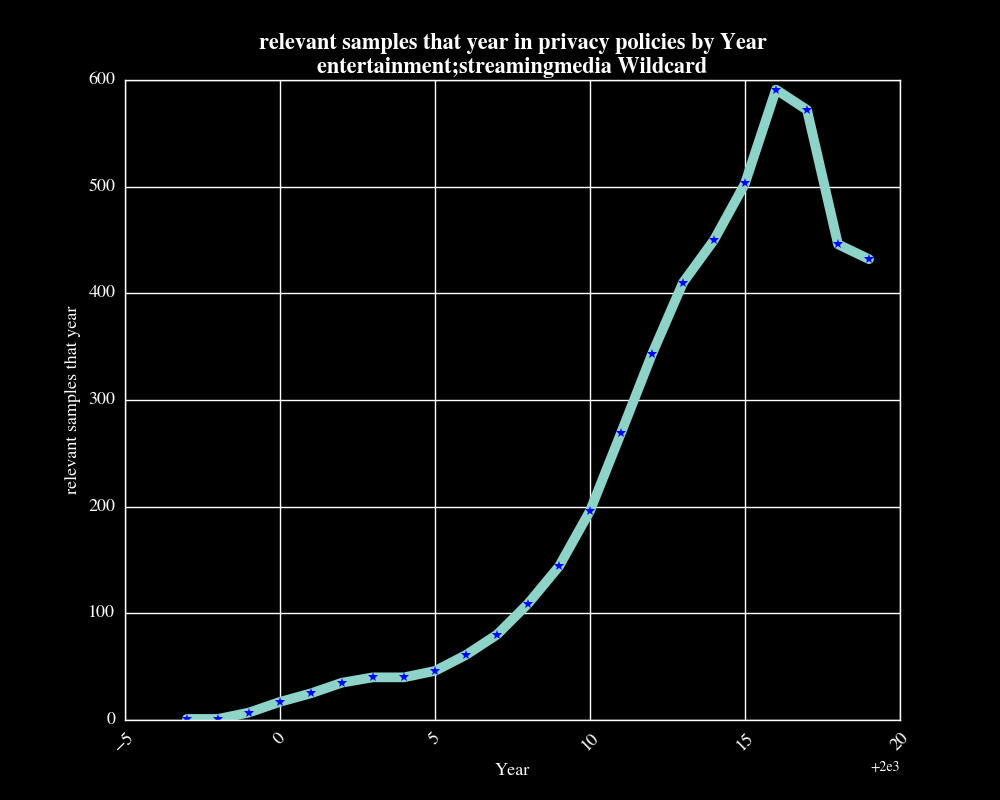 relevant samples that year in privacy policies by Year
entertainment;streamingmedia Wildcard
600
500
400
300
200
100
0
relevant samples that year
−5
0
5
10
15
20
Year
+2e3